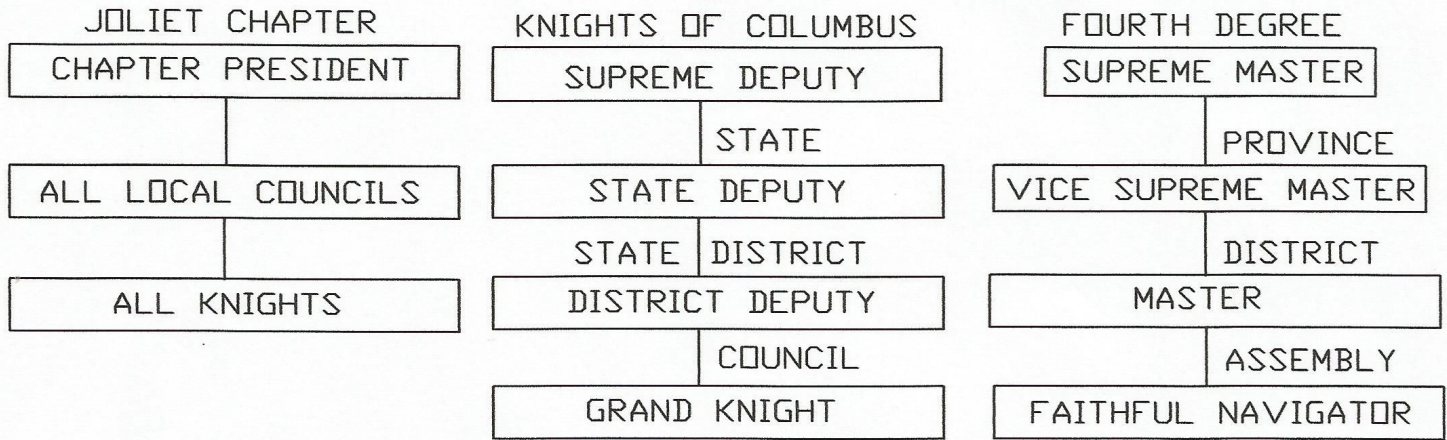 JOLIET CHAPTER
CHAPTER PRESIDENT
ALL LOCAL COUNCILS
ALL KNIGHTS
KNIGHTS OF COLUMBUS
SUPREME DEPUTY
STATE
STATE DEPUTY
STATE DISTRICT
DISTRICT DEPUTY
COUNCIL
GRAND KNIGHT
FOURTH DEGREE
SUPREME MASTER
PROVINCE
VICE SUPREME MASTER
DISTRICT
MASTER
ASSEMBLY
FAITHFUL NAVIGATOR